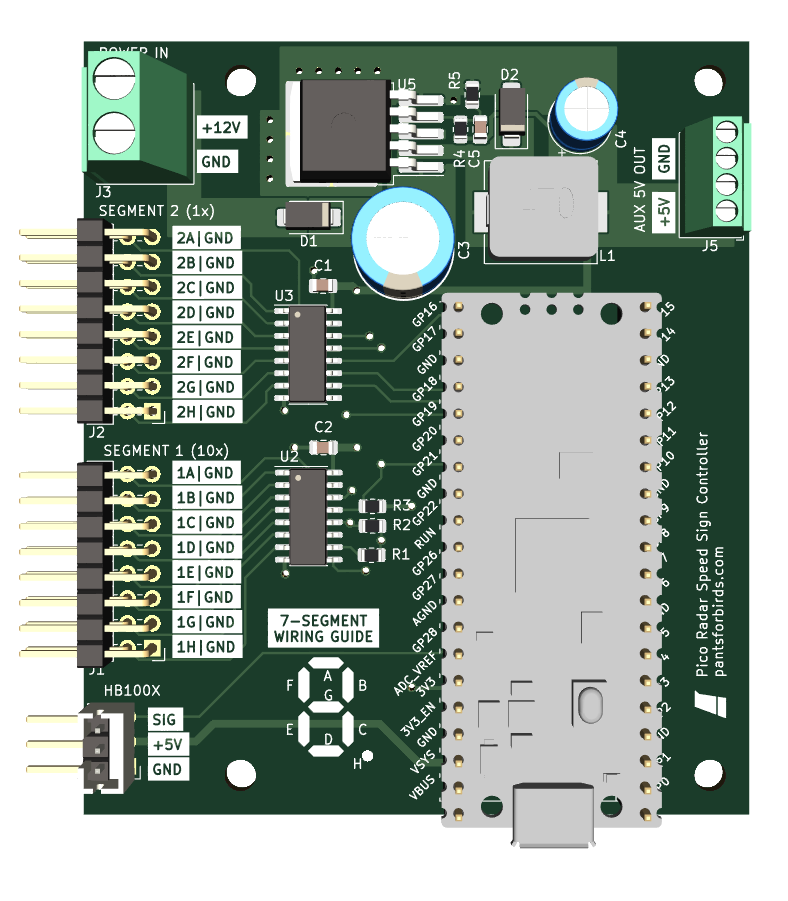 POWER IN
+12V
GND
J3
U5
R5
D2
R4
C5
C4
AUX 5V OUT
GND
+5V
J5
D1
C3
L1
SEGMENT 2 (1x)
2A|GND
2B|GND
2C|GND
2D|GND
2E|GND
2F|GND
2G|GND
2H|GND
J2
C1
U3
C2
U2
R3
R2
R1
SEGMENT 1 (10x)
1A|GND
1B|GND
1C|GND
1D|GND
1E|GND
1F|GND
1G|GND
1H|GND
J1
HB100X
SIG
+5V
GND
7-SEGMENT
WIRING GUIDE
A
F
B
G
E
C
D
H
GP16
GP17
GND
GP18
GP19
GP20
GP21
GND
GP22
RUN
GP26
GP27
AGND
GP28
ADC_VREF
3V3
3V3_EN
GND
VSYS
VBUS
15
14
13
P12
P11
10
9
8
7
6
5
4
3
2
P1
P0
Pico Radar Speed Sign Controller
pantsforbirds.com